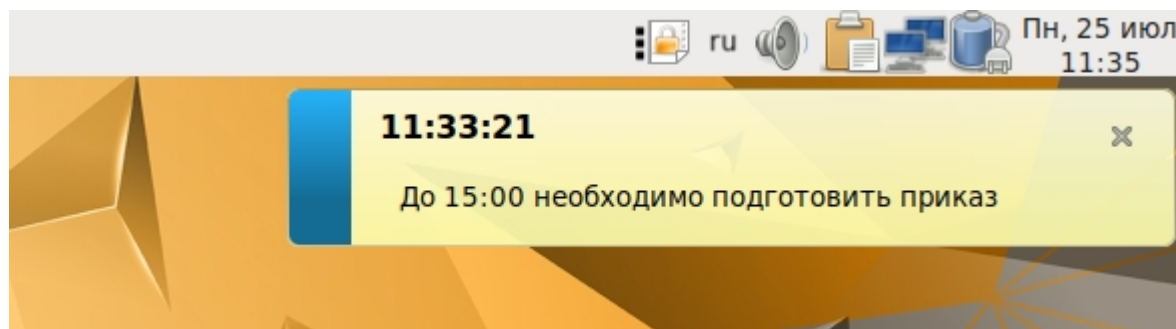 ru
Пн, 25 июл
11:35
11:33:21
До 15:00 необходимо подготовить приказ